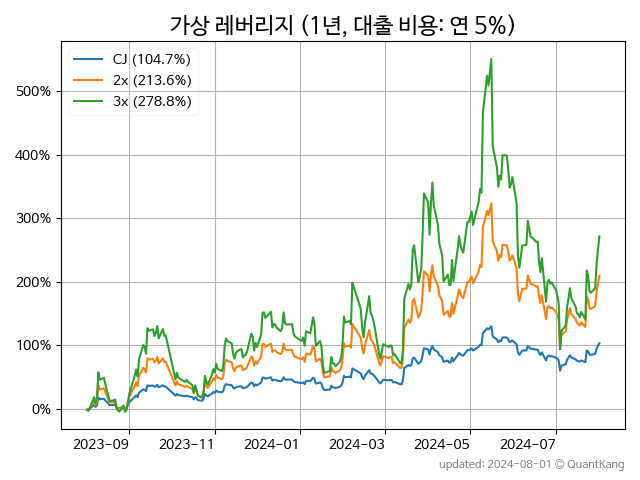 가상 레버리지 (1년, 대출 비용: 연 5%)
CJ (104.7%)
2x (213.6%)
3x (278.8%)
500%
400%
300%
200%
100%
0%
2023-09 2023-11 2024-01 2024-03 2024-05 2024-07
updated: 2024-08-01 © QuantKang